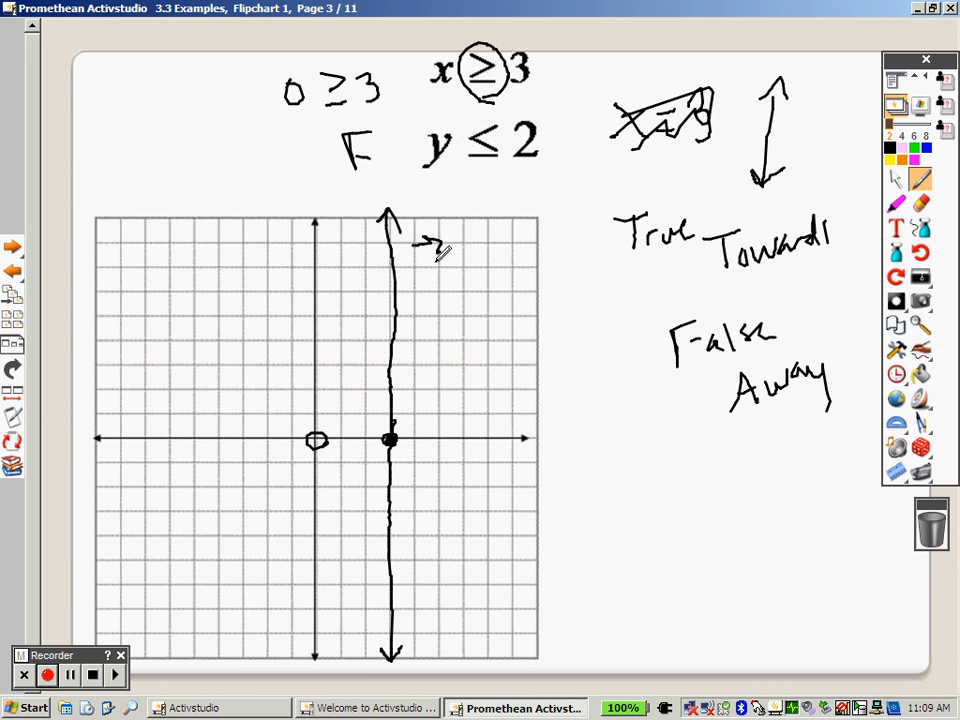 Promethean Activstudio 3.3 Examples, Flipchart 1, Page 3 / 11
x ≥ 3
0 ≥ 3
F
y ≤ 2
True Towards
False
Away
2 4 6 8
T
M Recorder ? ×
Start
Activstudio
Welcome to Activstudio ...
Promethean Activst...
100%
11:09 AM